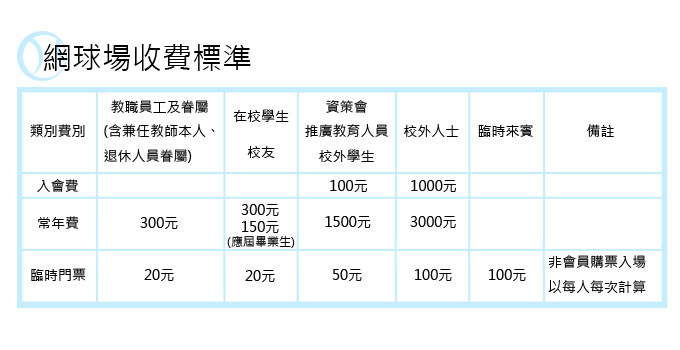 網球場收費標準
類別費別
教職員工及眷屬
(含兼任教師本人、
退休人員眷屬)
在校學生
校友
資策會
推廣教育人員
校外學生
校外人士
臨時來賓
備註
入會費
100元
1000元
常年費
300元
300元
150元
(應屆畢業生)
1500元
3000元
臨時門票
20元
20元
50元
100元
100元
非會員購票入場
以每人每次計算